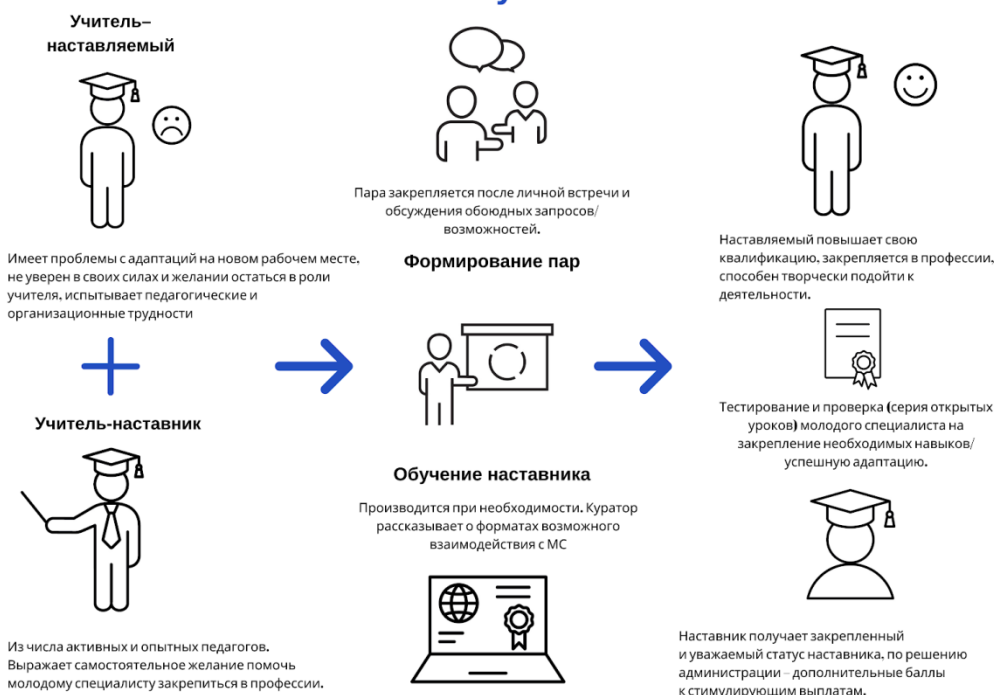 Учитель–
наставляемый
Имеет проблемы с адаптаций на новом рабочем месте,
не уверен в своих силах и желании остаться в роли
учителя, испытывает педагогические и
организационные трудности
Учитель-наставник
Из числа активных и опытных педагогов.
Выражает самостоятельное желание помочь
молодому специалисту закрепиться в профессии.
Пара закрепляется после личной встречи и
обсуждения обоюдных запросов/
возможностей.
Формирование пар
Обучение наставника
Производится при необходимости. Куратор
рассказывает о форматах возможного
взаимодействия с МС
Наставляемый повышает свою
квалификацию, закрепляется в профессии,
способен творчески подойти к
деятельности.
Тестирование и проверка (серия открытых
уроков) молодого специалиста на
закрепление необходимых навыков/
успешную адаптацию.
Наставник получает закрепленный
и уважаемый статус наставника, по решению
администрации – дополнительные баллы
к стимулирующим выплатам.